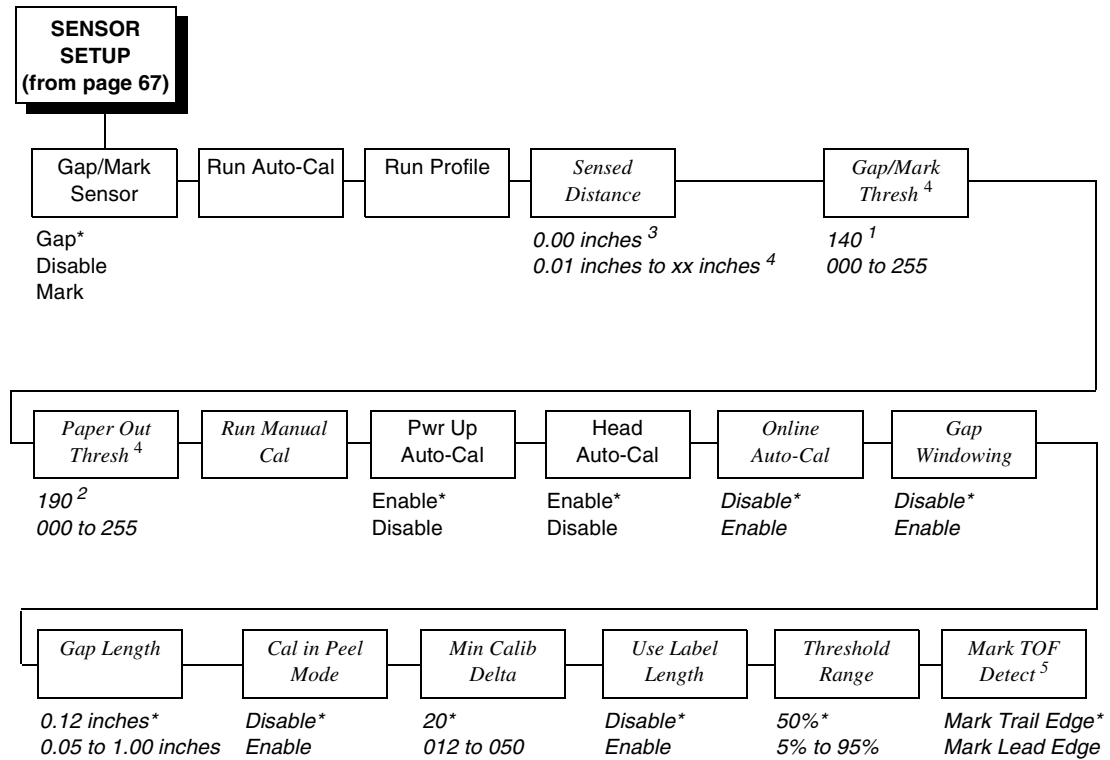 SENSOR
SETUP
(from page 67)
Gap/Mark
Sensor
Gap*
Disable
Mark
Run Auto-Cal
Run Profile
Sensed
Distance
0.00 inches 3
0.01 inches to xx inches 4
Gap/Mark
Thresh 4
140 1
000 to 255
Paper Out
Thresh 4
190 2
000 to 255
Run Manual
Cal
Pwr Up
Auto-Cal
Enable*
Disable
Head
Auto-Cal
Enable*
Disable
Online
Auto-Cal
Disable*
Enable
Gap
Windowing
Disable*
Enable
Gap Length
0.12 inches*
0.05 to 1.00 inches
Cal in Peel
Mode
Disable*
Enable
Min Calib
Delta
20*
012 to 050
Use Label
Length
Disable*
Enable
Threshold
Range
50%*
5% to 95%
Mark TOF
Detect 5
Mark Trail Edge*
Mark Lead Edge